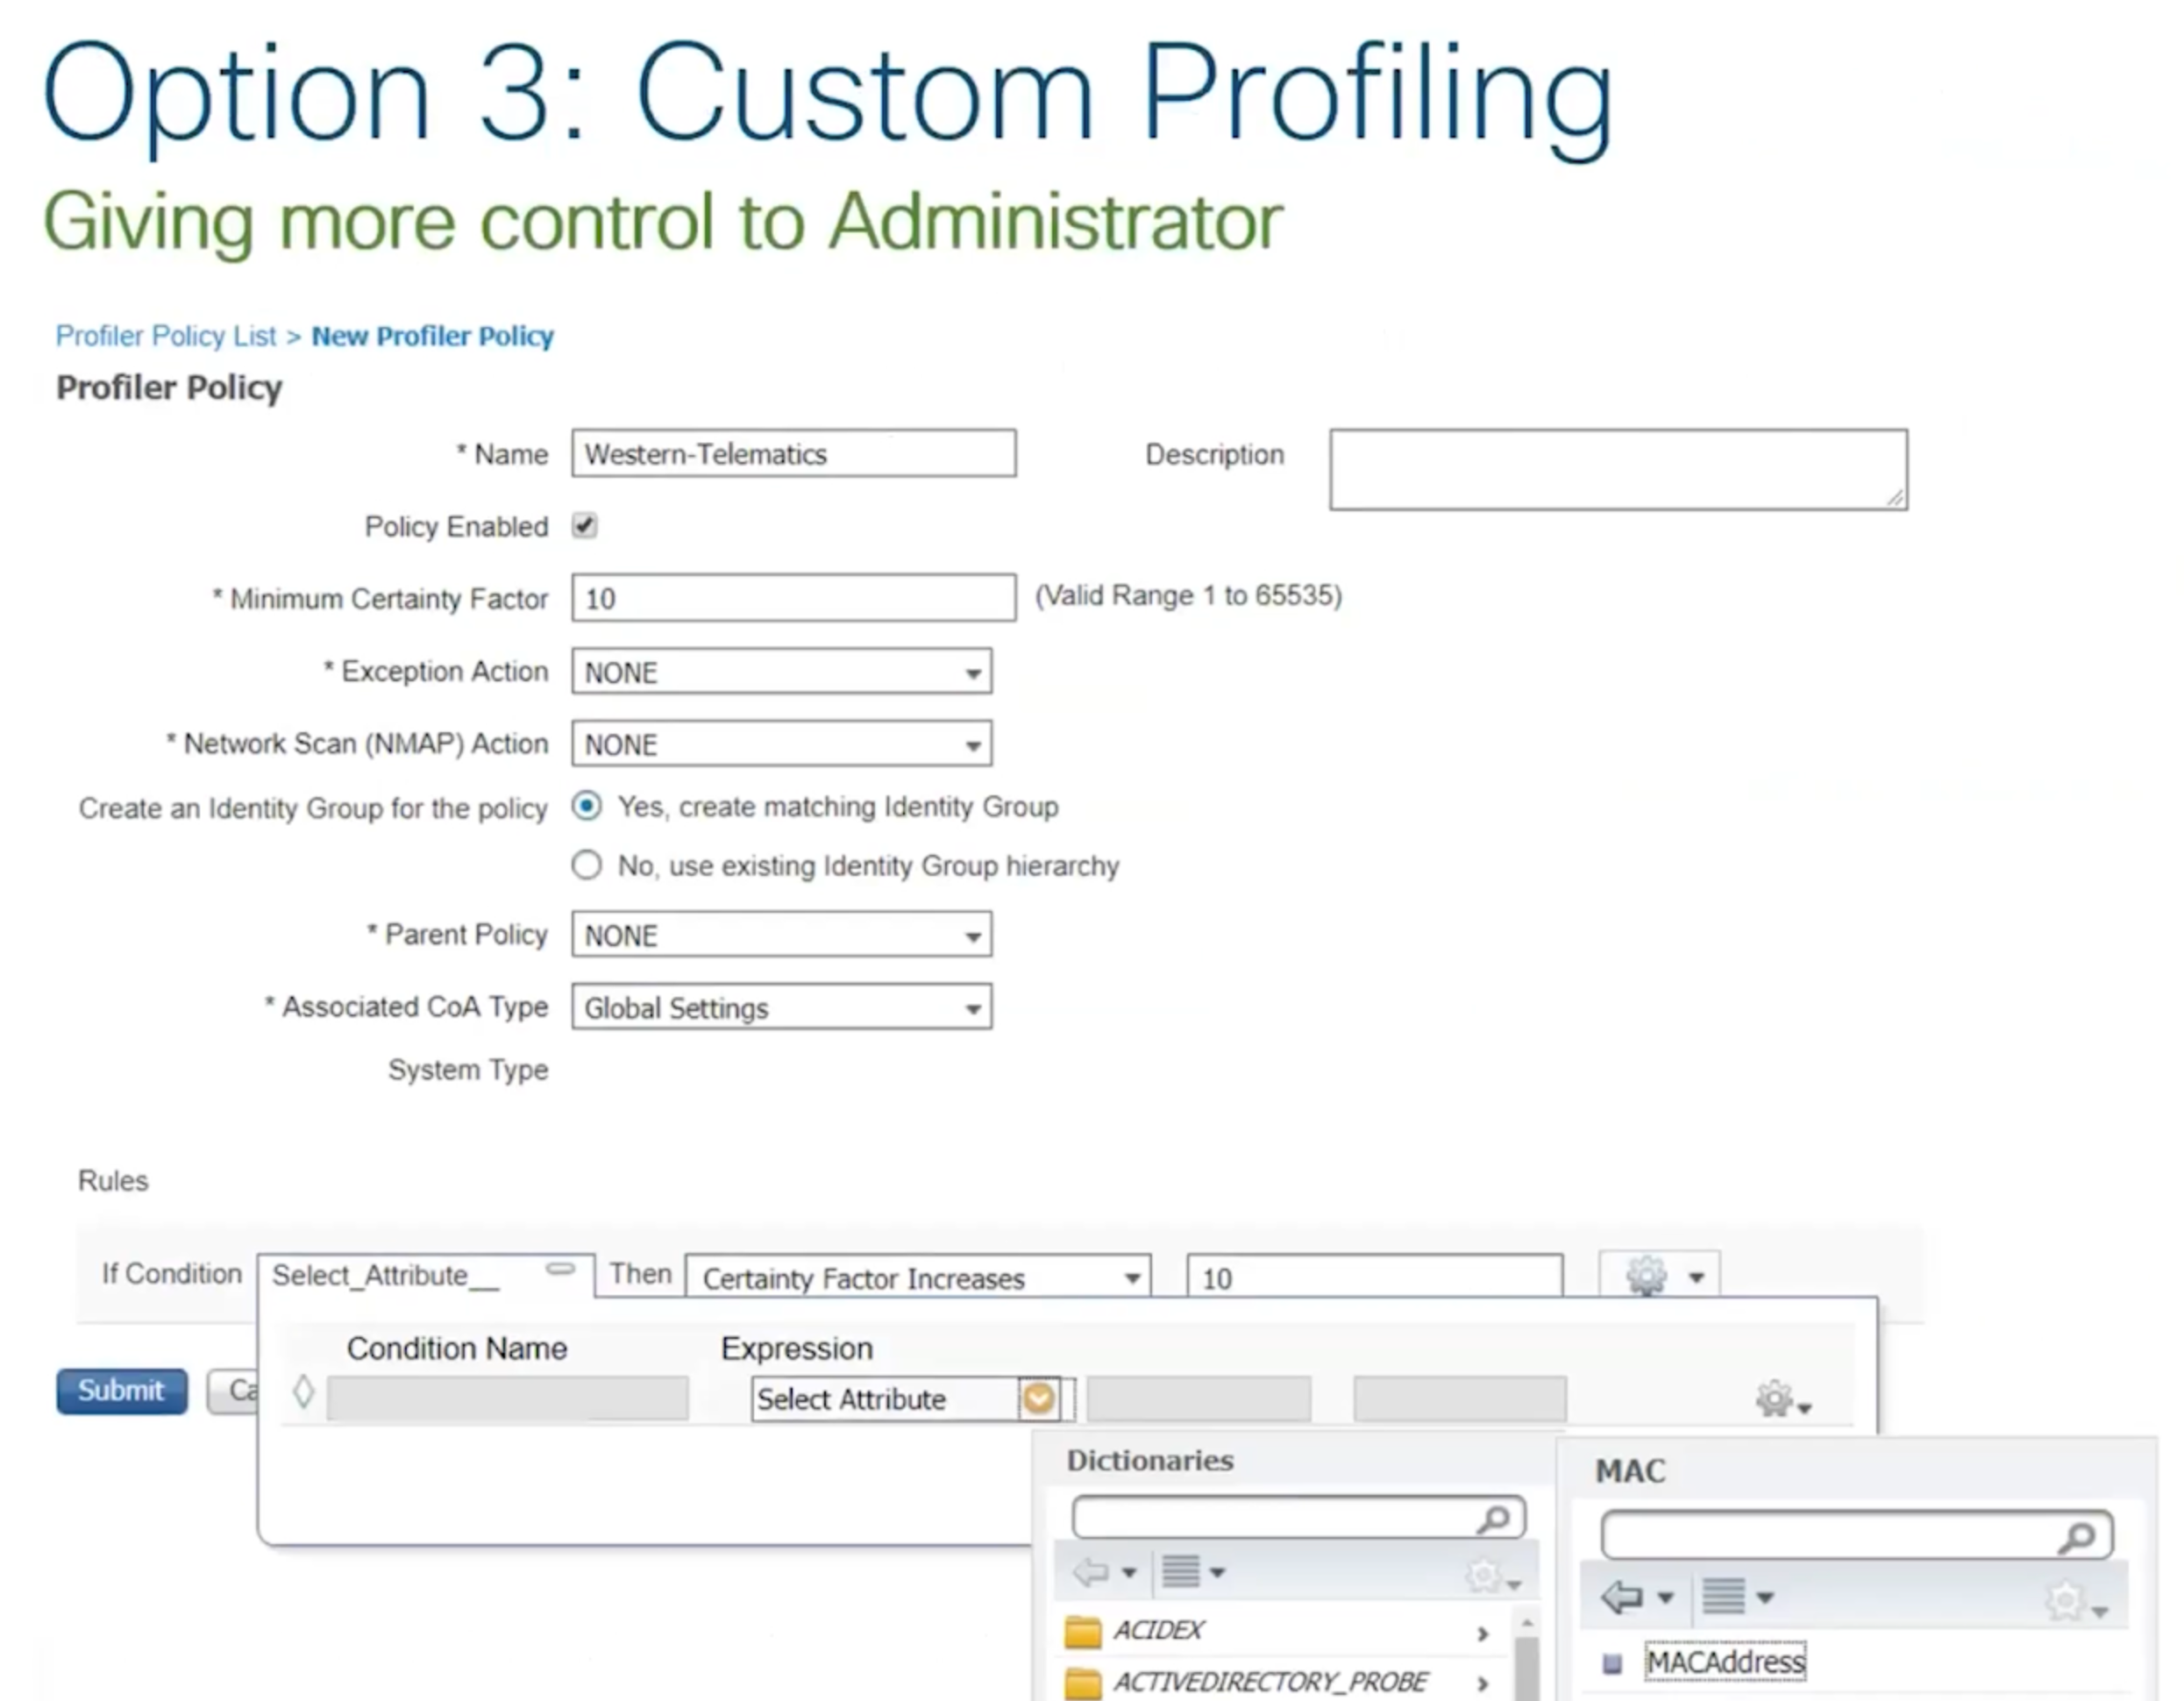 Option 3: Custom Profiling
Giving more control to Administrator
Profiler Policy List > New Profiler Policy
Profiler Policy
* Name Western-Telematics Description
Policy Enabled
* Minimum Certainty Factor 10 (Valid Range 1 to 65535)
* Exception Action NONE
* Network Scan (NMAP) Action NONE
Create an Identity Group for the policy Yes, create matching Identity Group
No, use existing Identity Group hierarchy
* Parent Policy NONE
* Associated CoA Type Global Settings
System Type
Rules
If Condition Select_Attribute__ Then Certainty Factor Increases 10
Condition Name Expression
Submit Ca Select Attribute
Dictionaries MAC
ACIDEX
ACTIVEDIRECTORY_PROBE MACAddress